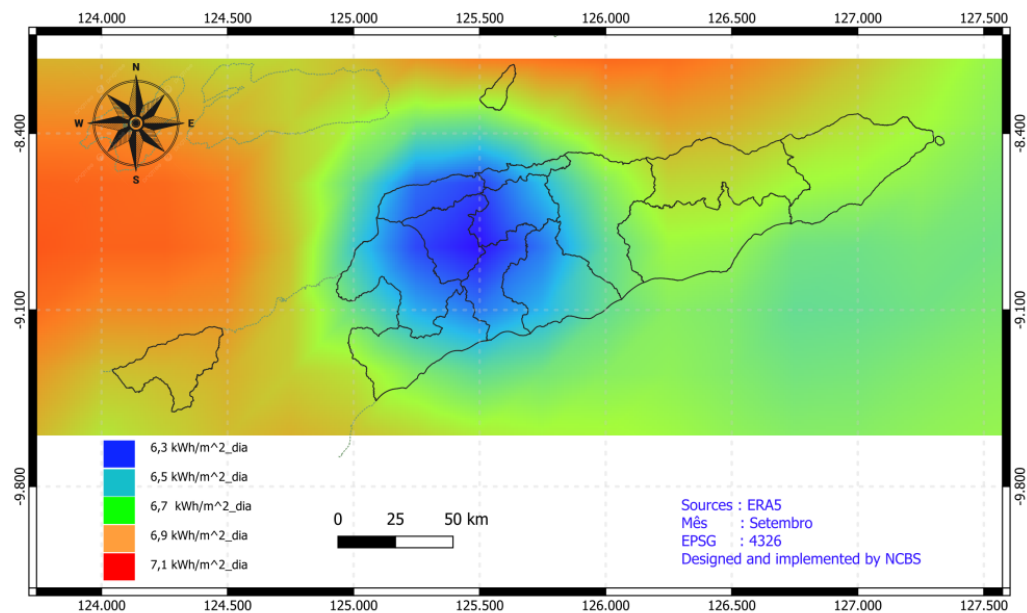 124.000 124.500 125.000 125.500 126.000 126.500 127.000 127.500
N
W E
S
-8.400 -8.400
-9.100 -9.100
-9.800 -9.800
6,3 kWh/m^2_dia
6,5 kWh/m^2_dia
6,7 kWh/m^2_dia
6,9 kWh/m^2_dia
7,1 kWh/m^2_dia
0 25 50 km
Sources : ERA5
Mês : Setembro
EPSG : 4326
Designed and implemented by NCBS
124.000 124.500 125.000 125.500 126.000 126.500 127.000 127.500